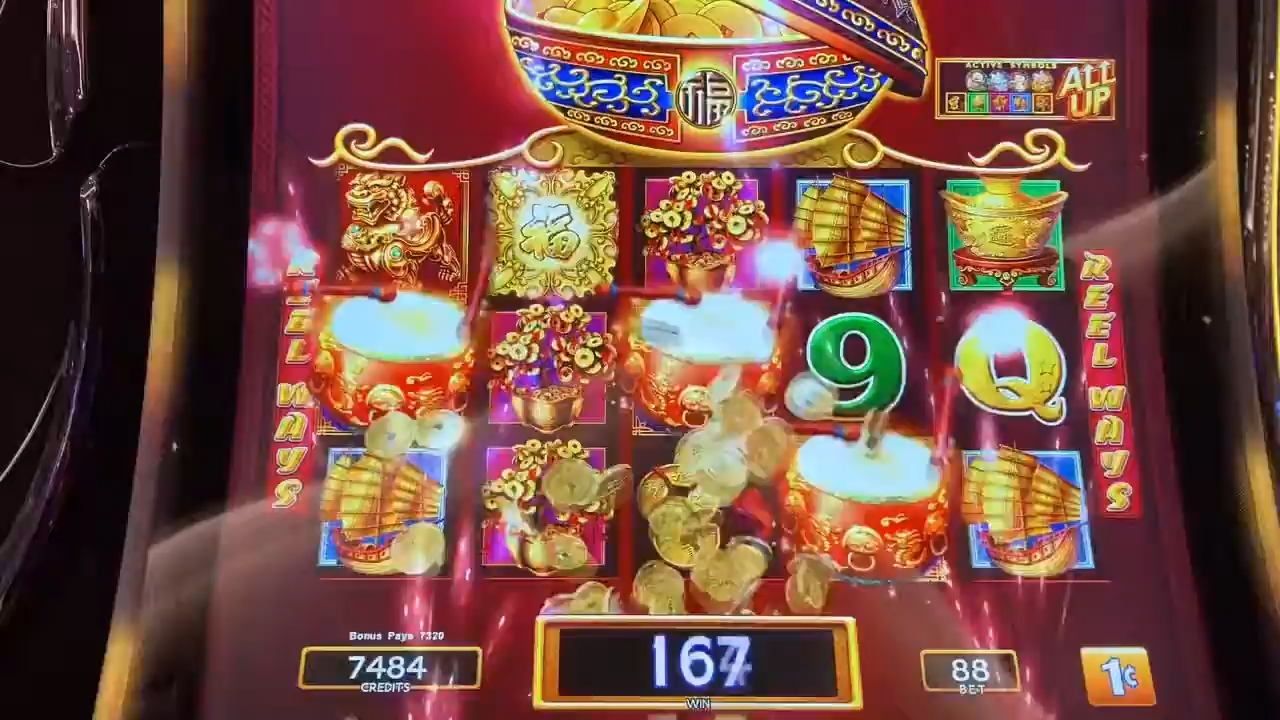 福
ACTIVE SYMBOLS
ALL UP
福
REEL WAYS
9
Q
REEL WAYS
Bonus Pays 7320
7484
CREDITS
WIN
88
BET
1¢